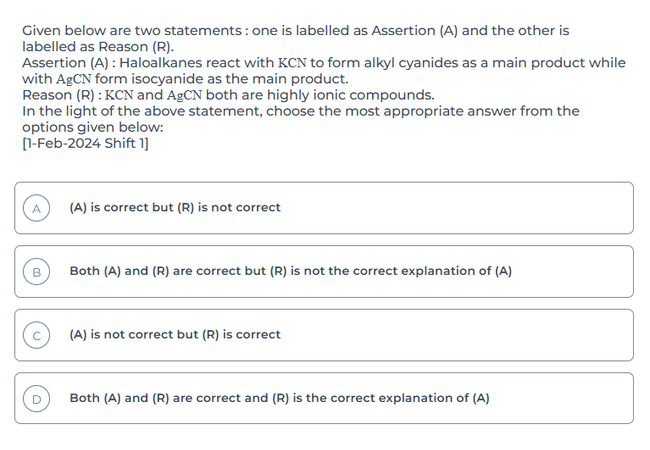 Given below are two statements : one is labelled as Assertion (A) and the other is
labelled as Reason (R).
Assertion (A) : Haloalkanes react with KCN to form alkyl cyanides as a main product while
with AgCN form isocyanide as the main product.
Reason (R) : KCN and AgCN both are highly ionic compounds.
In the light of the above statement, choose the most appropriate answer from the
options given below:
[1-Feb-2024 Shift 1]
A (A) is correct but (R) is not correct
B Both (A) and (R) are correct but (R) is not the correct explanation of (A)
C (A) is not correct but (R) is correct
D Both (A) and (R) are correct and (R) is the correct explanation of (A)